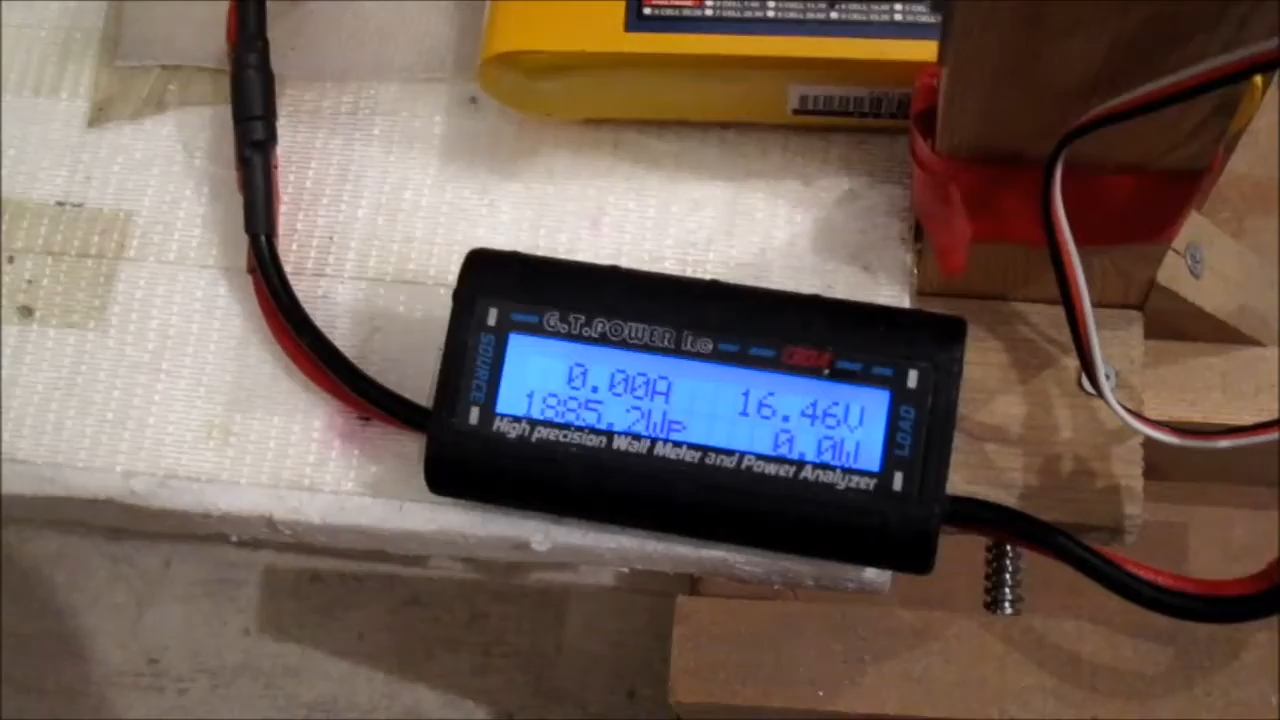 G.T.POWER RC
SOURCE
0.00A 16.46V
1885.2Wp 0.0W
LOAD
High precision Watt Meter and Power Analyzer